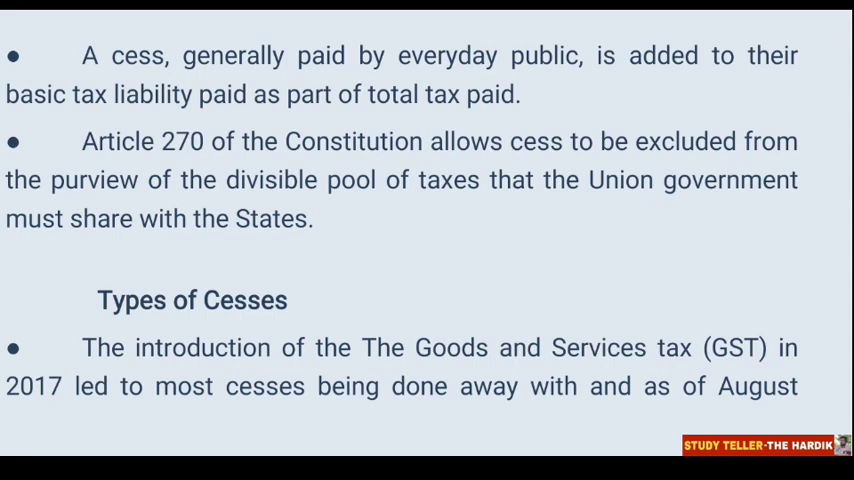 ● A cess, generally paid by everyday public, is added to their
basic tax liability paid as part of total tax paid.
● Article 270 of the Constitution allows cess to be excluded from
the purview of the divisible pool of taxes that the Union government
must share with the States.
Types of Cesses
● The introduction of the The Goods and Services tax (GST) in
2017 led to most cesses being done away with and as of August
STUDY TELLER-THE HARDIK